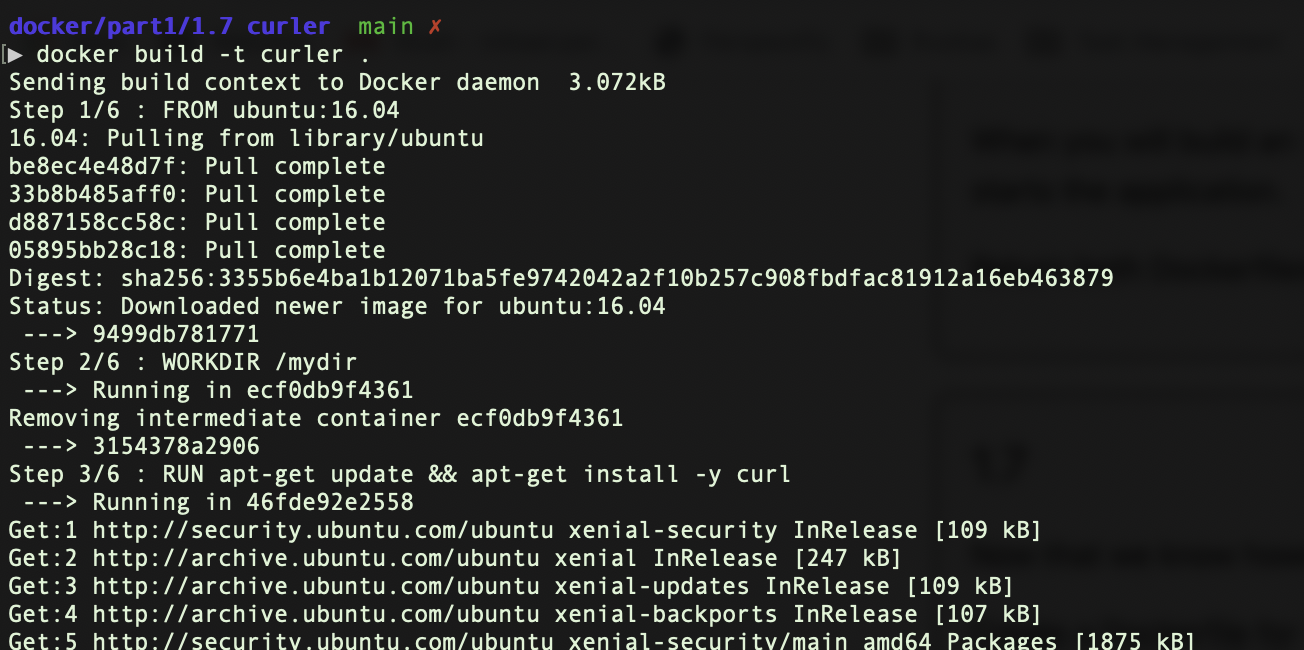 docker/part1/1.7 curler main ✗
▶ docker build -t curler .
Sending build context to Docker daemon  3.072kB
Step 1/6 : FROM ubuntu:16.04
16.04: Pulling from library/ubuntu
be8ec4e48d7f: Pull complete
33b8b485aff0: Pull complete
d887158cc58c: Pull complete
05895bb28c18: Pull complete
Digest: sha256:3355b6e4ba1b12071ba5fe9742042a2f10b257c908fbdfac81912a16eb463879
Status: Downloaded newer image for ubuntu:16.04
 ---> 9499db781771
Step 2/6 : WORKDIR /mydir
 ---> Running in ecf0db9f4361
Removing intermediate container ecf0db9f4361
 ---> 3154378a2906
Step 3/6 : RUN apt-get update && apt-get install -y curl
 ---> Running in 46fde92e2558
Get:1 http://security.ubuntu.com/ubuntu xenial-security InRelease [109 kB]
Get:2 http://archive.ubuntu.com/ubuntu xenial InRelease [247 kB]
Get:3 http://archive.ubuntu.com/ubuntu xenial-updates InRelease [109 kB]
Get:4 http://archive.ubuntu.com/ubuntu xenial-backports InRelease [107 kB]
Get:5 http://security.ubuntu.com/ubuntu xenial-security/main amd64 Packages [1875 kB]